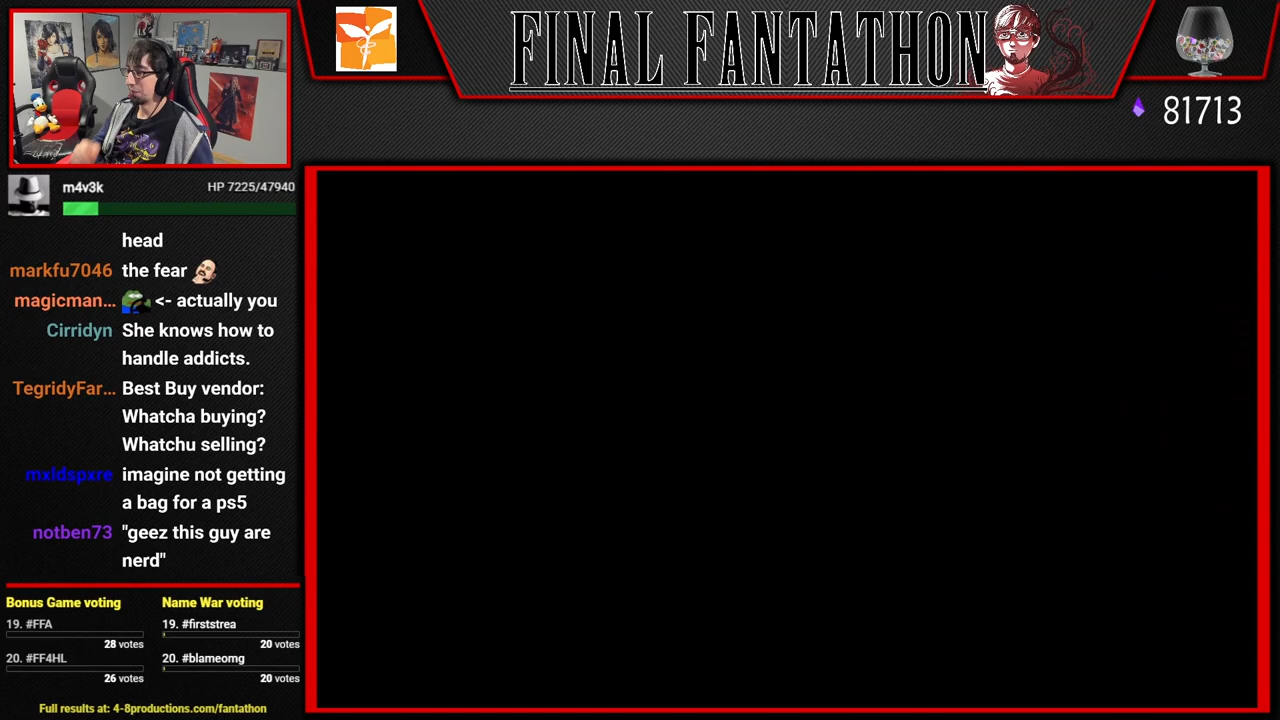 FINAL FANTATHON
81713
m4v3k
HP 7225/47940
head
markfu7046 the fear
magicman… <- actually you
Cirridyn She knows how to
handle addicts.
TegridyFar… Best Buy vendor:
Whatcha buying?
Whatchu selling?
mxldspxre imagine not getting
a bag for a ps5
notben73 "geez this guy are
nerd"
Bonus Game voting
19. #FFA
28 votes
20. #FF4HL
26 votes
Name War voting
19. #firststrea
20 votes
20. #blameomg
20 votes
Full results at: 4-8productions.com/fantathon